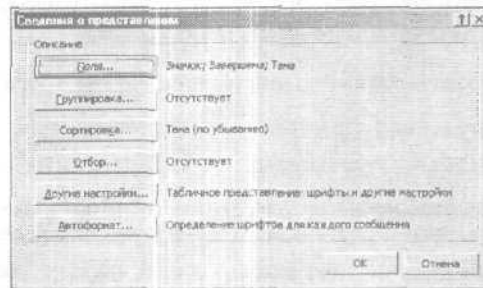 Сведения о представлении
Описание
Поля... Значок; Завершена; Тема
Группировка... Отсутствует
Сортировка... Тема (по убыванию)
Отбор... Отсутствует
Другие настройки... Табличное представление: шрифты и другие настройки
Автоформат... Определение шрифтов для каждого сообщения
ОК Отмена